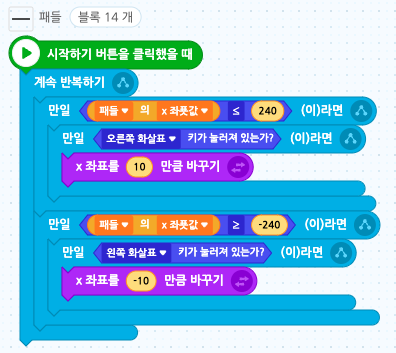 패들 블록 14 개
시작하기 버튼을 클릭했을 때
계속 반복하기
만일 패들 의 x 좌푯값 ≤ 240 (이)라면
만일 오른쪽 화살표 키가 눌러져 있는가? (이)라면
x 좌표를 10 만큼 바꾸기
만일 패들 의 x 좌푯값 ≥ -240 (이)라면
만일 왼쪽 화살표 키가 눌러져 있는가? (이)라면
x 좌표를 -10 만큼 바꾸기